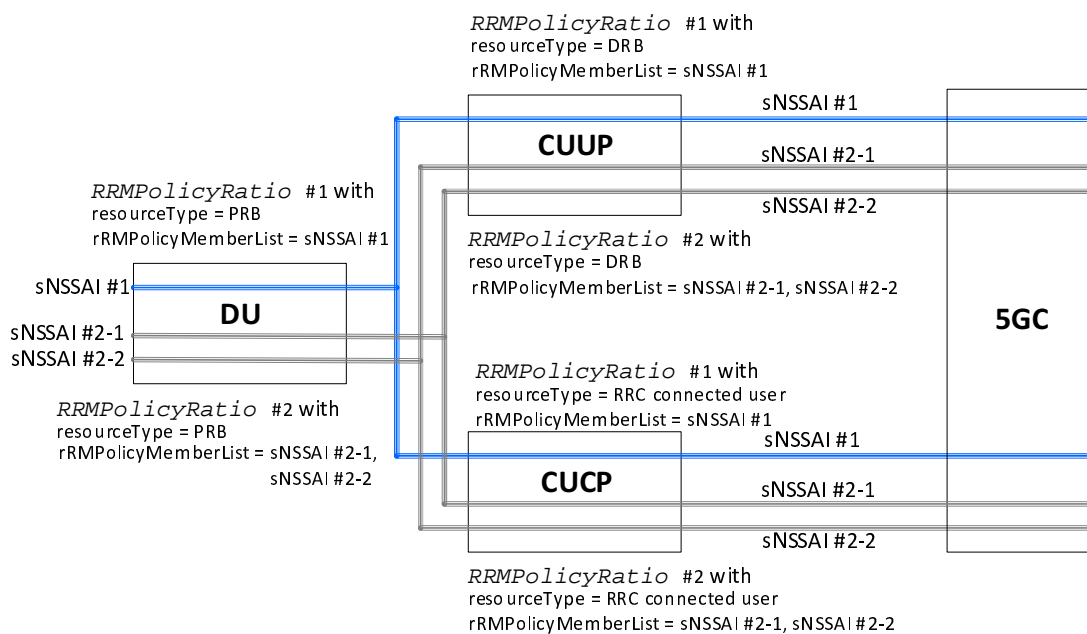 RRMPolicyRatio #1 with
resourceType = DRB
rRMPolicyMemberList = sNSSAI #1
sNSSAI #1
CUUP
sNSSAI #2-1
sNSSAI #2-2
RRMPolicyRatio #1 with
resourceType = PRB
rRMPolicyMemberList = sNSSAI #1
RRMPolicyRatio #2 with
resourceType = DRB
rRMPolicyMemberList = sNSSAI #2-1, sNSSAI #2-2
sNSSAI #1
DU
sNSSAI #2-1
sNSSAI #2-2
5GC
RRMPolicyRatio #1 with
resourceType = RRC connected user
rRMPolicyMemberList = sNSSAI #1
RRMPolicyRatio #2 with
resourceType = PRB
rRMPolicyMemberList = sNSSAI #2-1,
sNSSAI #2-2
sNSSAI #1
CUCP
sNSSAI #2-1
sNSSAI #2-2
RRMPolicyRatio #2 with
resourceType = RRC connected user
rRMPolicyMemberList = sNSSAI #2-1, sNSSAI #2-2